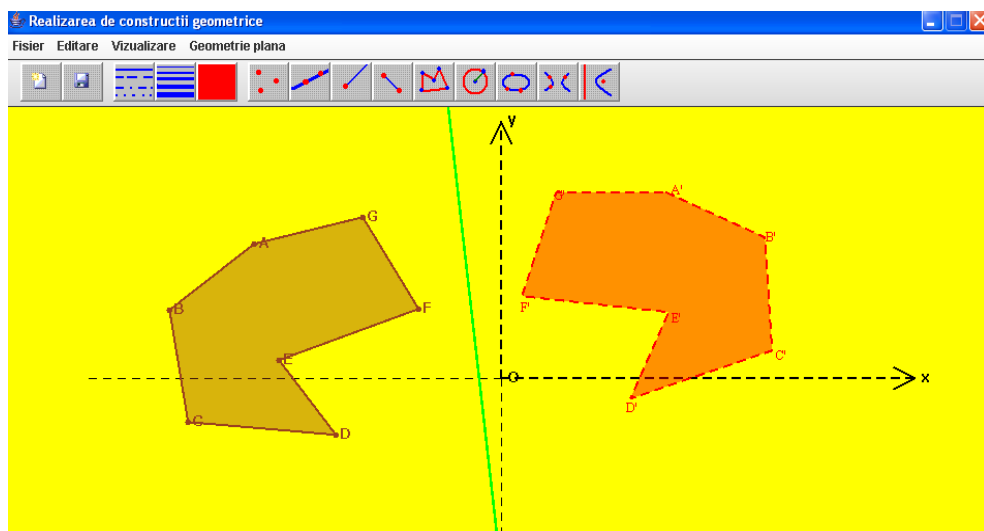 Realizarea de constructii geometrice
Fisier Editare Vizualizare Geometrie plana
y
A'
G'
G
B'
A
F'
B
F
E'
C'
E
O
x
D'
C
D